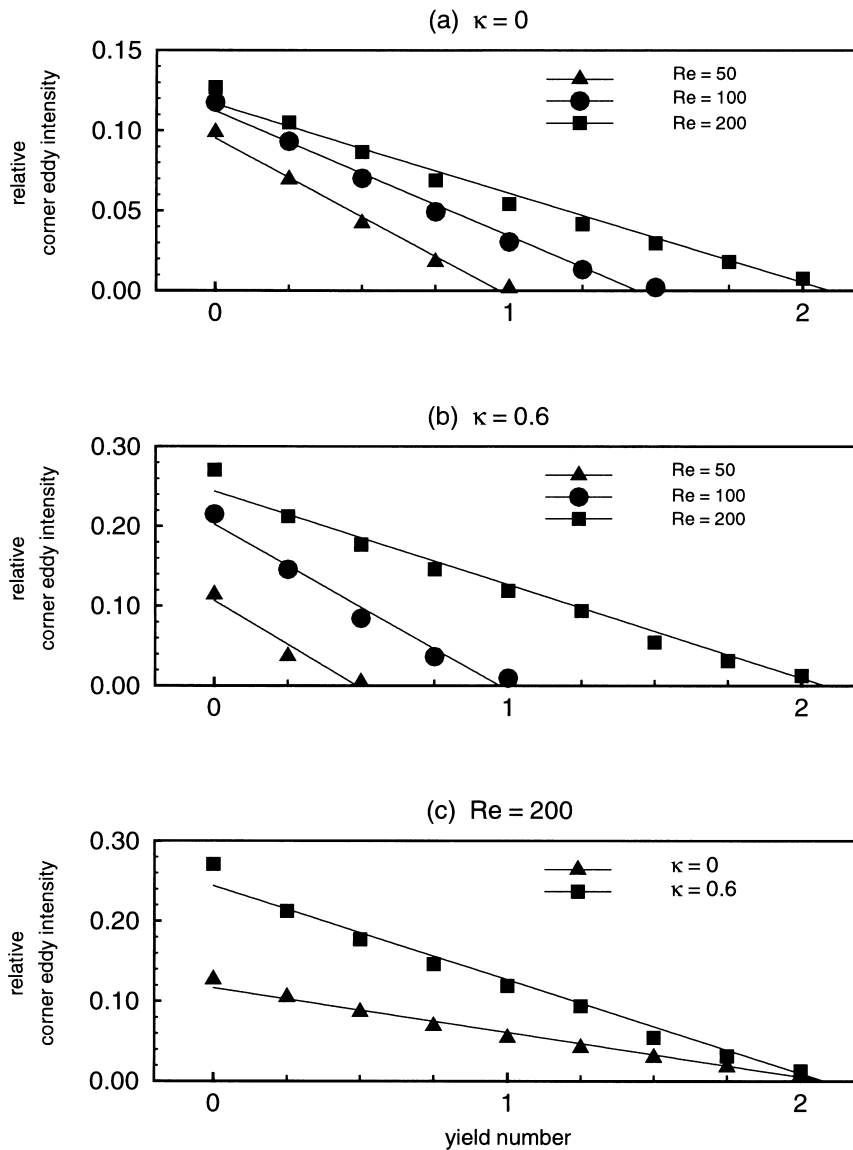 (a) κ = 0
relative
corner eddy intensity
0.15
0.10
0.05
0.00
Re = 50
Re = 100
Re = 200
0 1 2
(b) κ = 0.6
relative
corner eddy intensity
0.30
0.20
0.10
0.00
Re = 50
Re = 100
Re = 200
0 1 2
(c) Re = 200
relative
corner eddy intensity
0.30
0.20
0.10
0.00
κ = 0
κ = 0.6
0 1 2
yield number